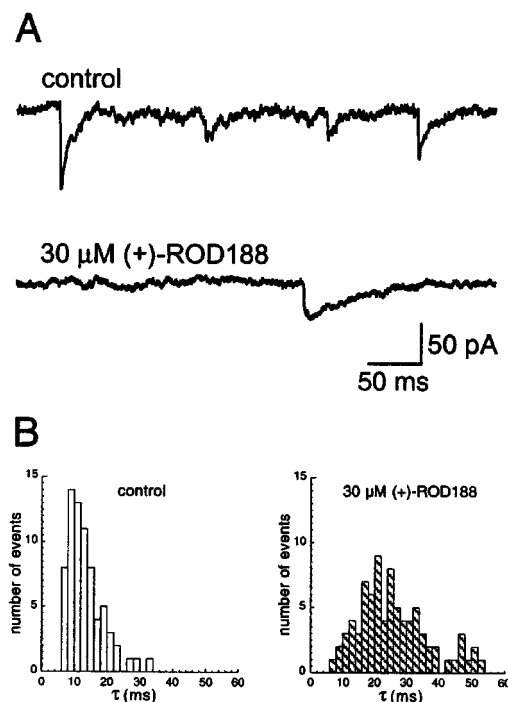 A
control
30 μM (+)-ROD188
50 pA
50 ms
B
15
10
5
0
number of events
control
0 10 20 30 40 50 60
τ (ms)
15
10
5
0
number of events
30 μM (+)-ROD188
0 10 20 30 40 50 60
τ (ms)